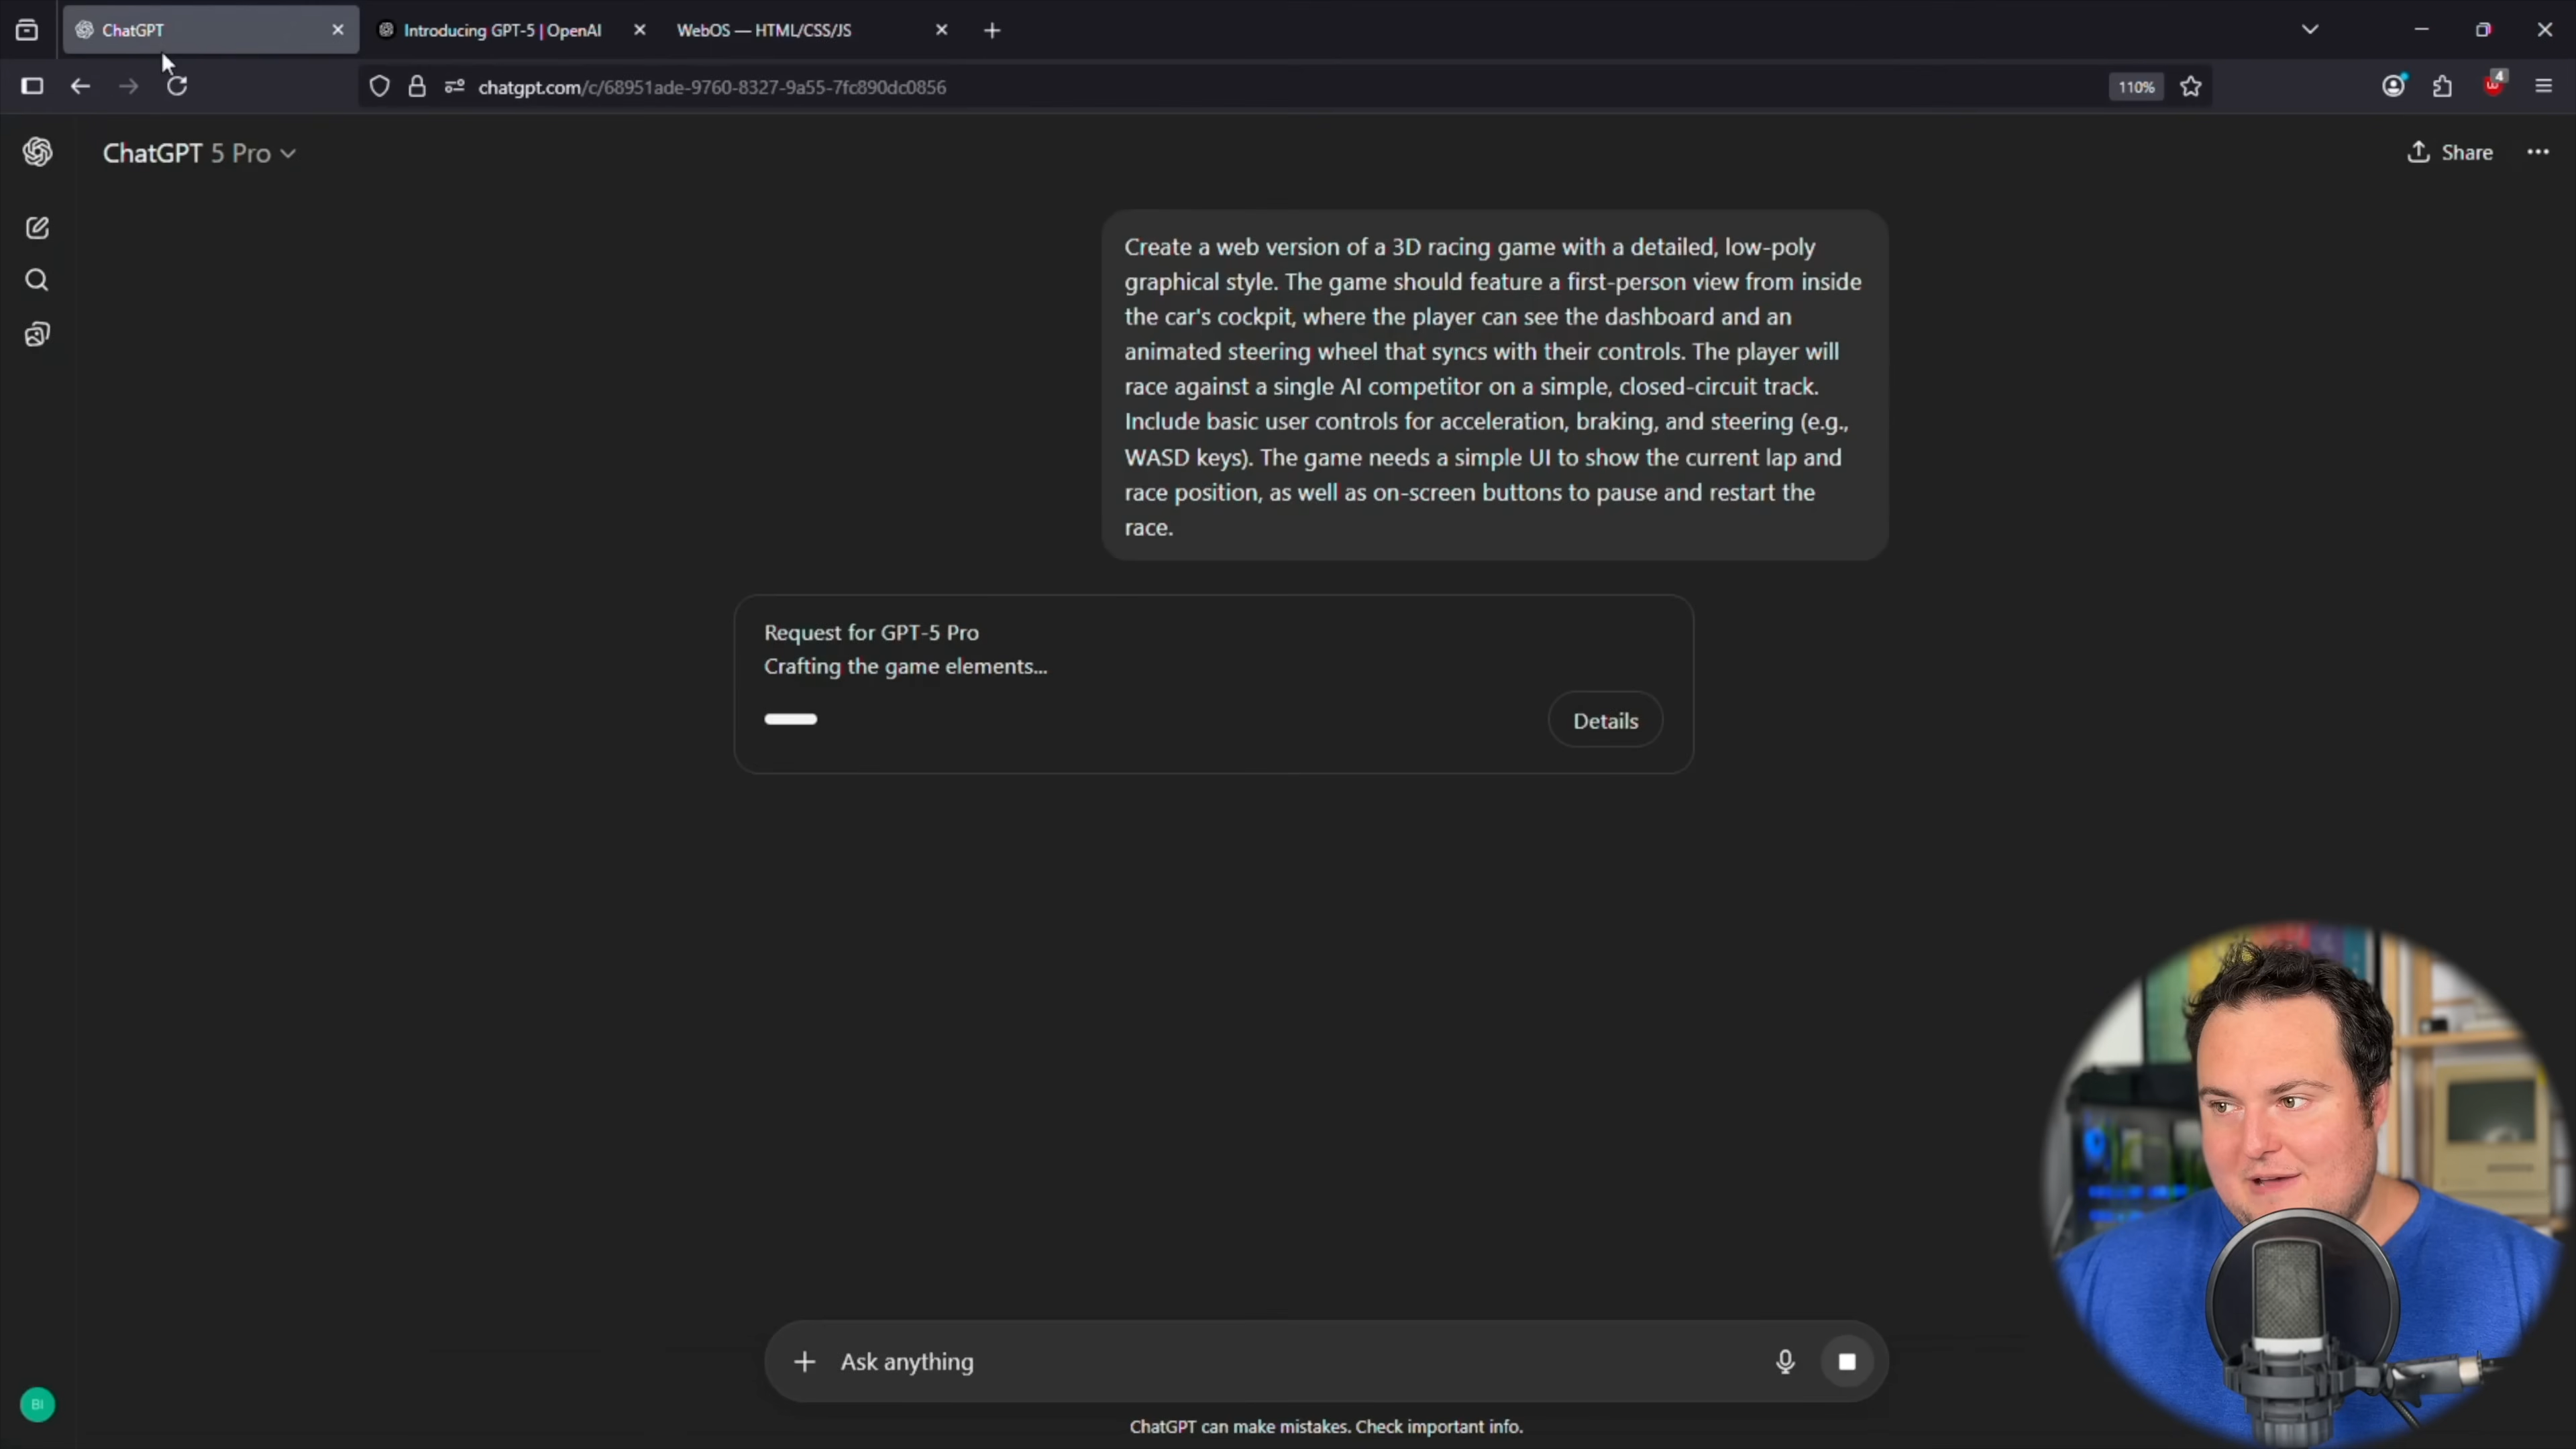 ChatGPT
Introducing GPT-5 | OpenAI
WebOS — HTML/CSS/JS
chatgpt.com/c/68951ade-9760-8327-9a55-7fc890dc0856
110%
4
ChatGPT 5 Pro
Share
Create a web version of a 3D racing game with a detailed, low-poly
graphical style. The game should feature a first-person view from inside
the car's cockpit, where the player can see the dashboard and an
animated steering wheel that syncs with their controls. The player will
race against a single AI competitor on a simple, closed-circuit track.
Include basic user controls for acceleration, braking, and steering (e.g.,
WASD keys). The game needs a simple UI to show the current lap and
race position, as well as on-screen buttons to pause and restart the
race.
Request for GPT-5 Pro
Crafting the game elements...
Details
Ask anything
BI
ChatGPT can make mistakes. Check important info.